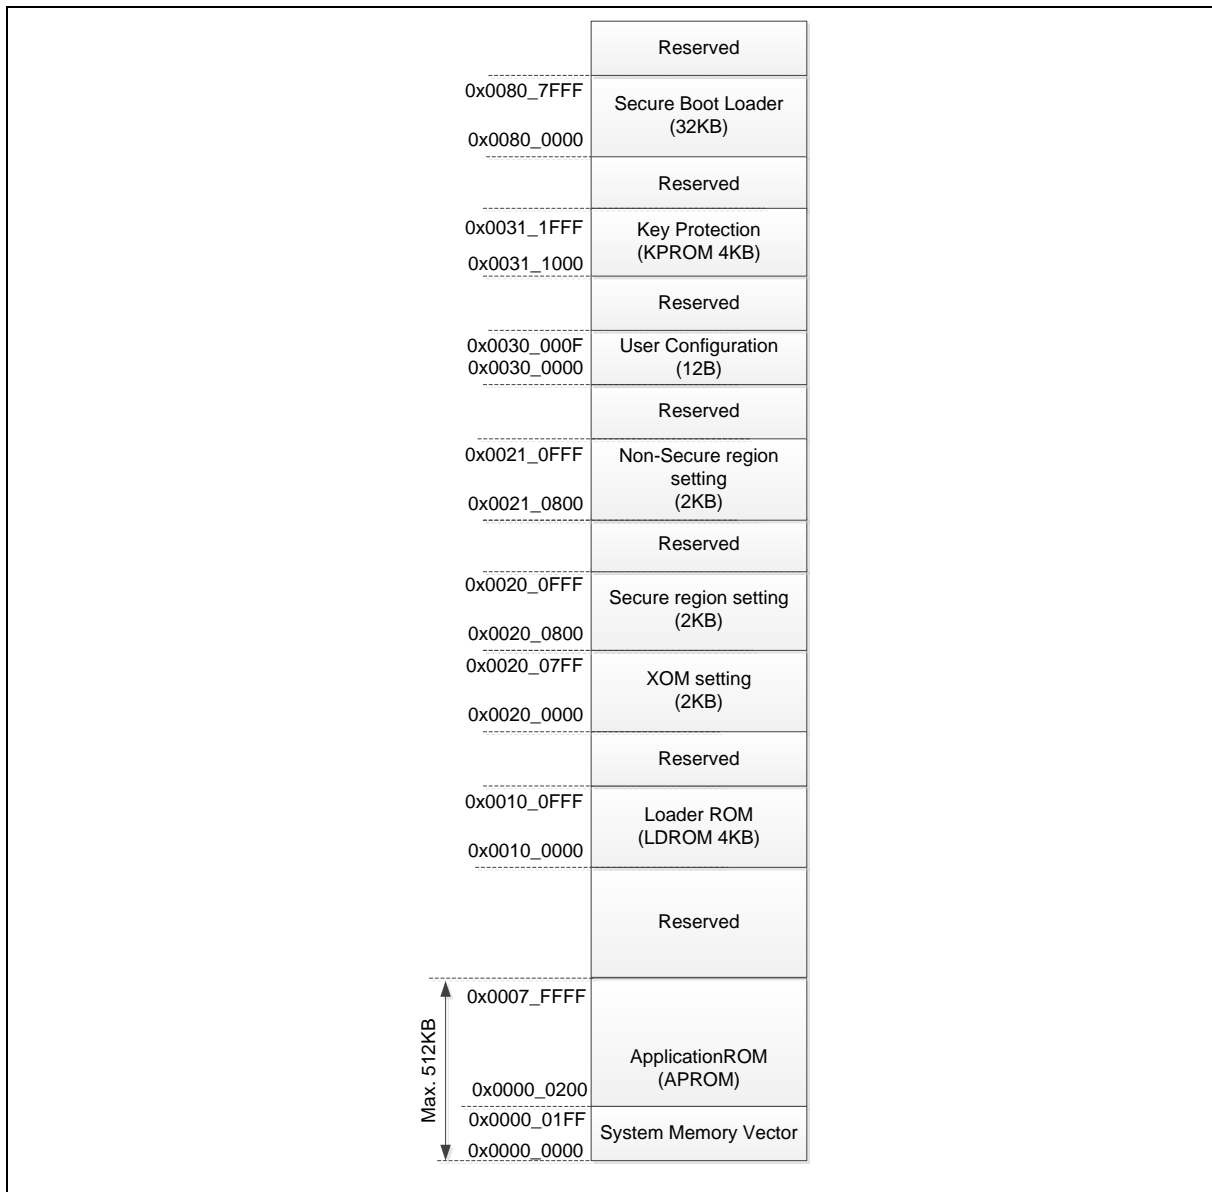 Reserved
0x0080_7FFF
Secure Boot Loader
(32KB)
0x0080_0000
Reserved
0x0031_1FFF
Key Protection
(KPROM 4KB)
0x0031_1000
Reserved
0x0030_000F
User Configuration
0x0030_0000
(12B)
Reserved
0x0021_0FFF
Non-Secure region
setting
(2KB)
0x0021_0800
Reserved
0x0020_0FFF
Secure region setting
(2KB)
0x0020_0800
0x0020_07FF
XOM setting
(2KB)
0x0020_0000
Reserved
0x0010_0FFF
Loader ROM
(LDROM 4KB)
0x0010_0000
Reserved
Max. 512KB
0x0007_FFFF
ApplicationROM
(APROM)
0x0000_0200
0x0000_01FF
System Memory Vector
0x0000_0000